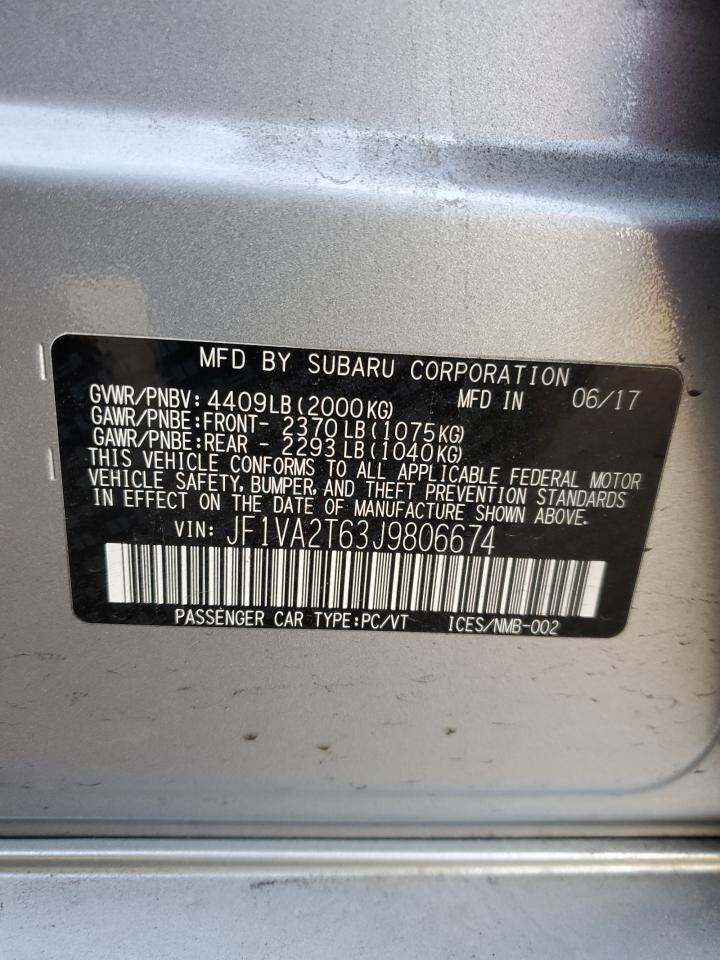 MFD BY SUBARU CORPORATION
GVWR/PNBV: 4409LB(2000KG) MFD IN 06/17
GAWR/PNBE:FRONT- 2370LB(1075KG)
GAWR/PNBE:REAR - 2293LB(1040KG)
THIS VEHICLE CONFORMS TO ALL APPLICABLE FEDERAL MOTOR
VEHICLE SAFETY, BUMPER, AND THEFT PREVENTION STANDARDS
IN EFFECT ON THE DATE OF MANUFACTURE SHOWN ABOVE.
VIN: JF1VA2T63J9806674
PASSENGER CAR TYPE:PC/VT ICES/NMB-002